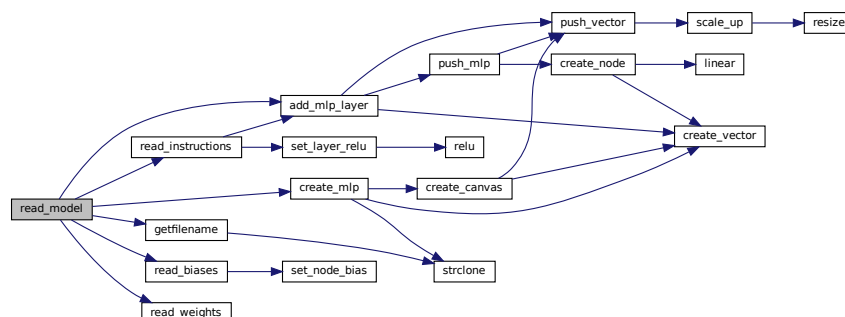 push_vector
scale_up
resize
push_mlp
create_node
linear
add_mlp_layer
create_vector
read_instructions
set_layer_relu
relu
create_mlp
create_canvas
read_model
getfilename
read_biases
set_node_bias
strclone
read_weights